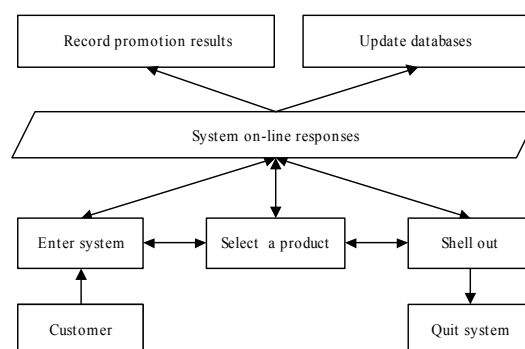 Record promotion results
Update databases
System on-line responses
Enter system
Select a product
Shell out
Customer
Quit system